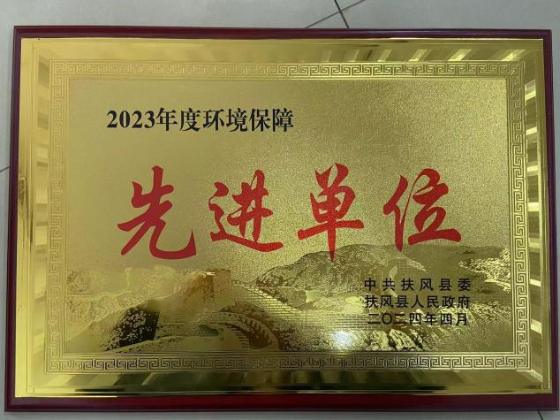 2023年度环境保障
先进单位
中共扶风县委
扶风县人民政府
二〇二四年四月